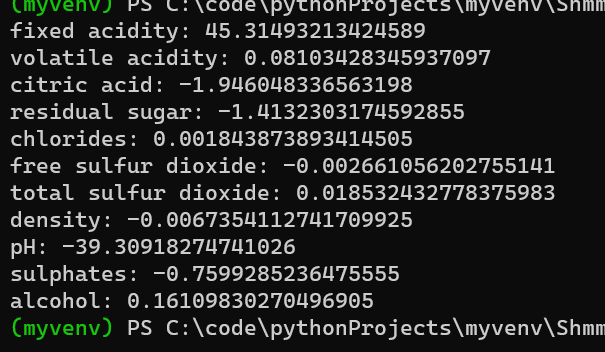 (myvenv) PS C:\code\pythonProjects\myvenv\Shmm
fixed acidity: 45.31493213424589
volatile acidity: 0.08103428345937097
citric acid: -1.946048336563198
residual sugar: -1.4132303174592855
chlorides: 0.001843873893414505
free sulfur dioxide: -0.002661056202755141
total sulfur dioxide: 0.018532432778375983
density: -0.0067354112741709925
pH: -39.30918274741026
sulphates: -0.7599285236475555
alcohol: 0.16109830270496905
(myvenv) PS C:\code\pythonProjects\myvenv\Shmm